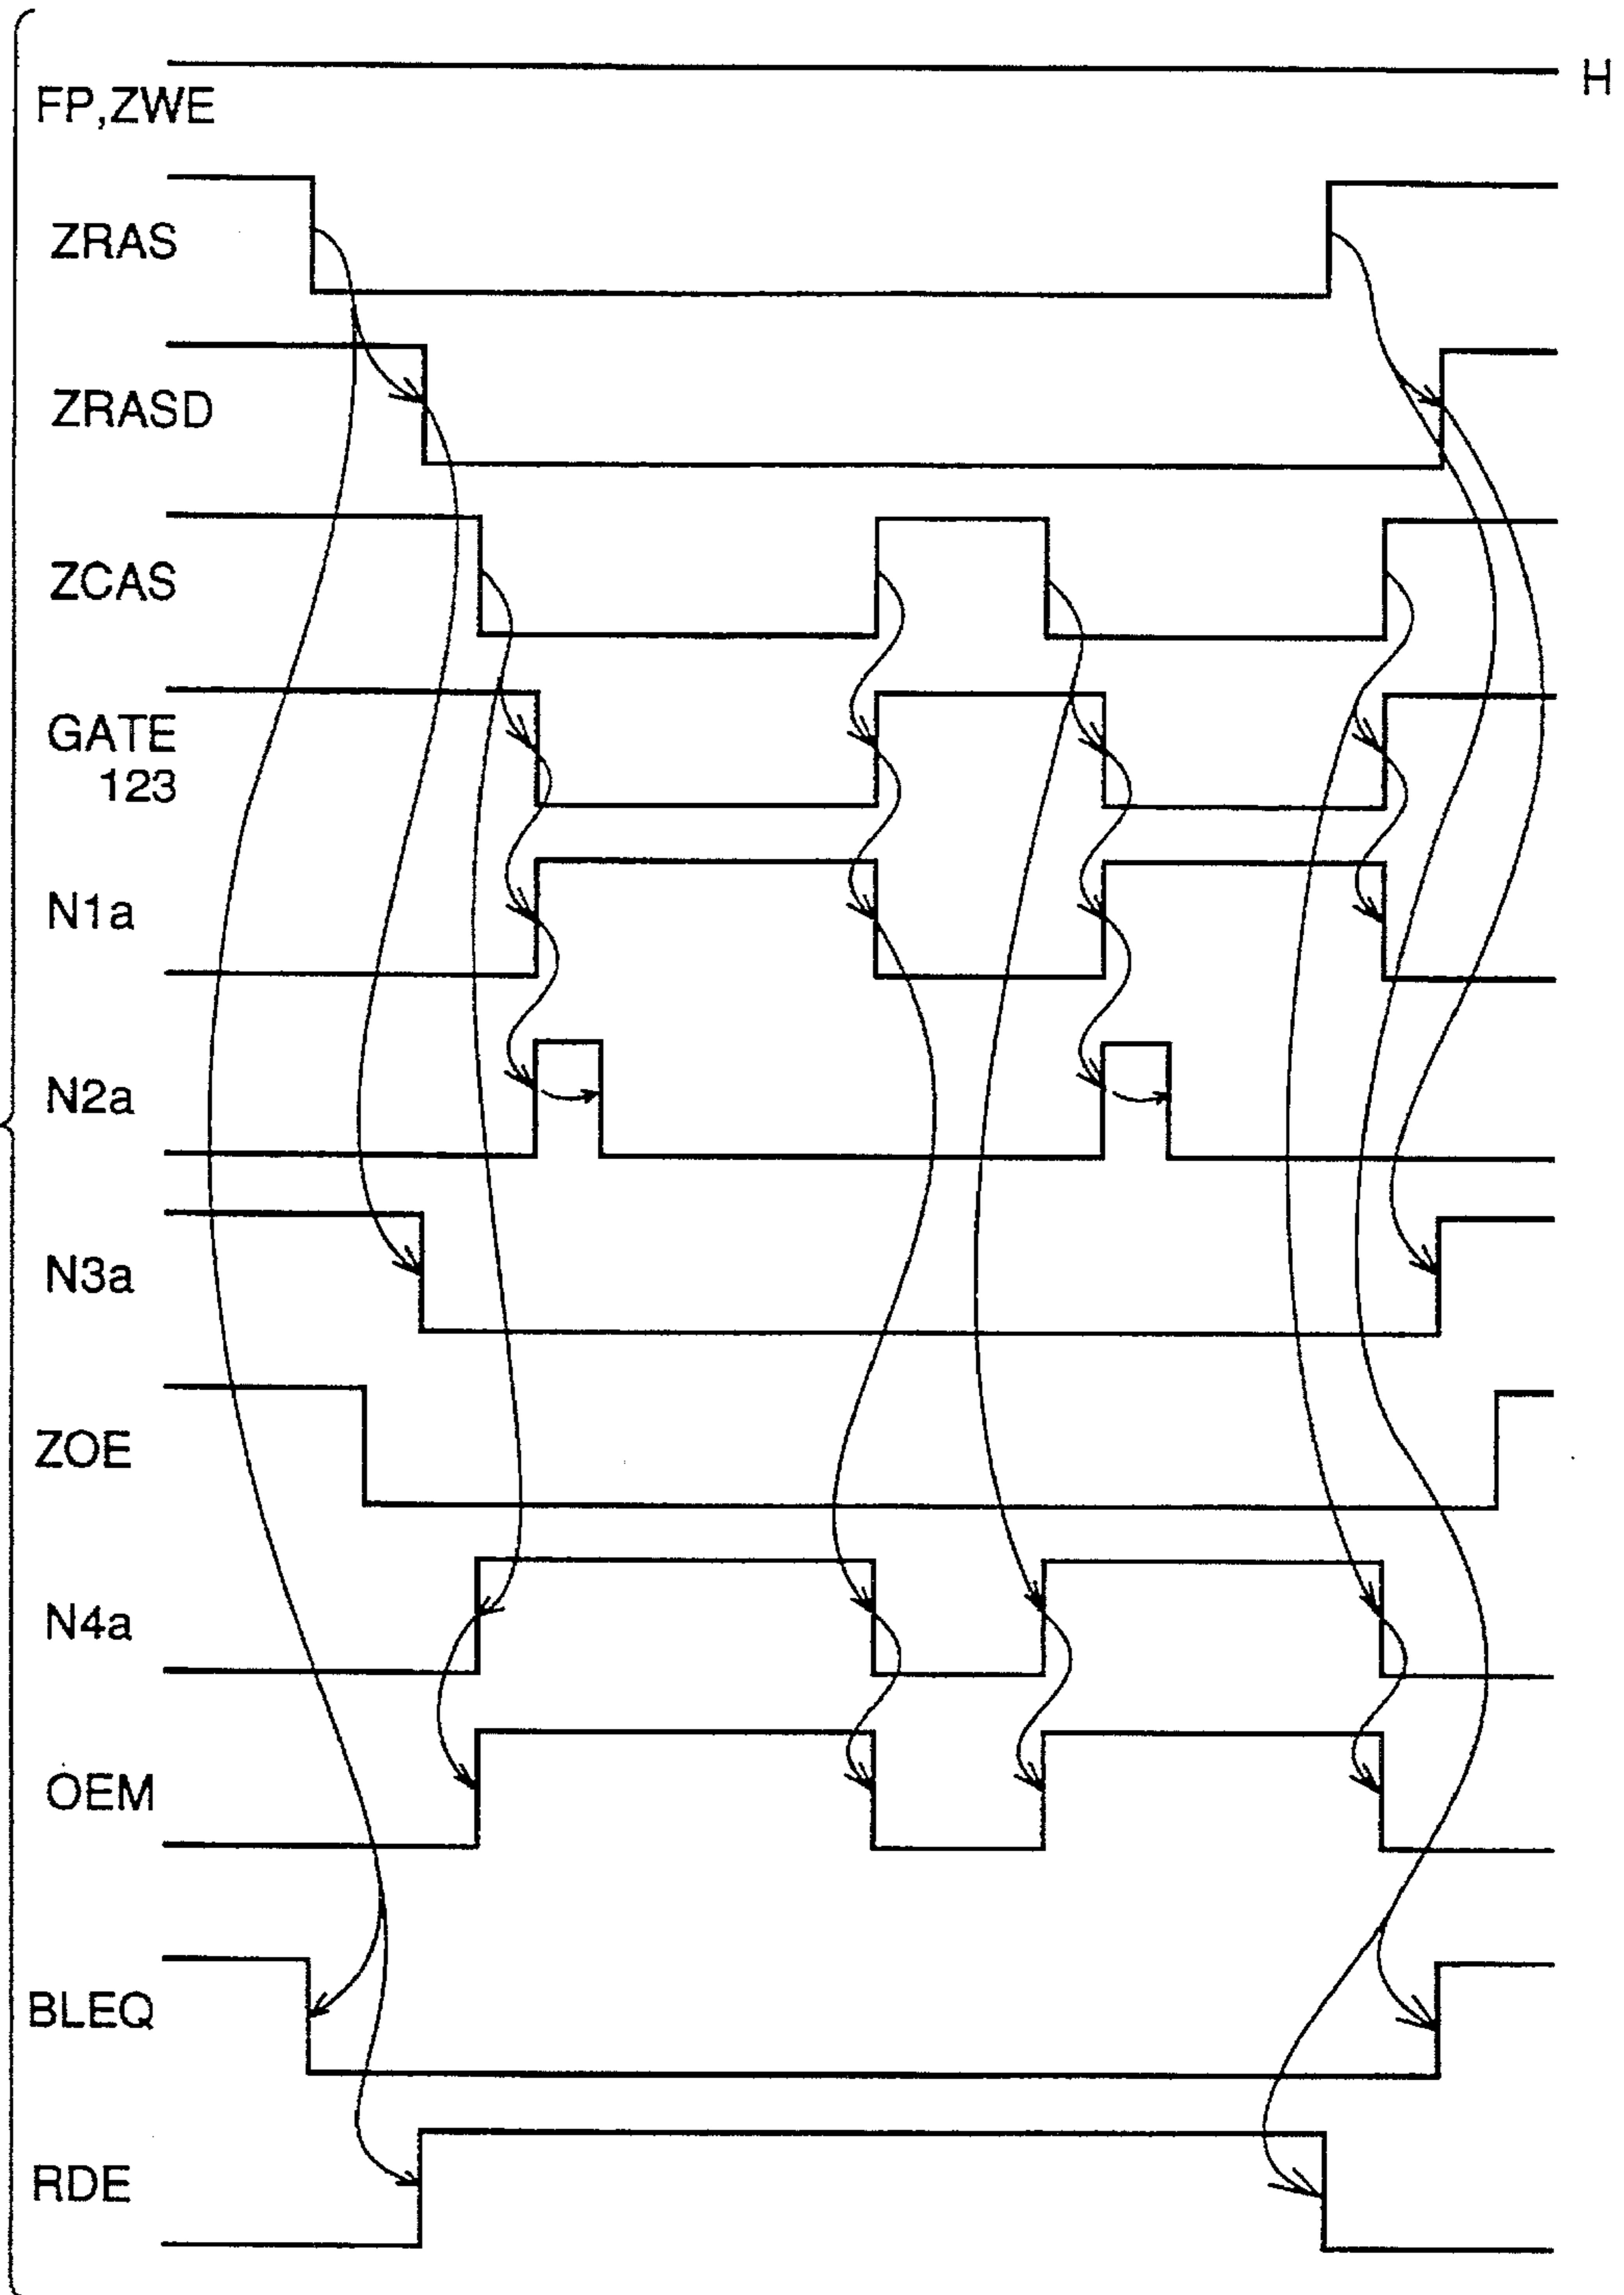 H
FP,ZWE
ZRAS
ZRASD
ZCAS
GATE
123
N1a
N2a
N3a
ZOE
N4a
OEM
BLEQ
RDE